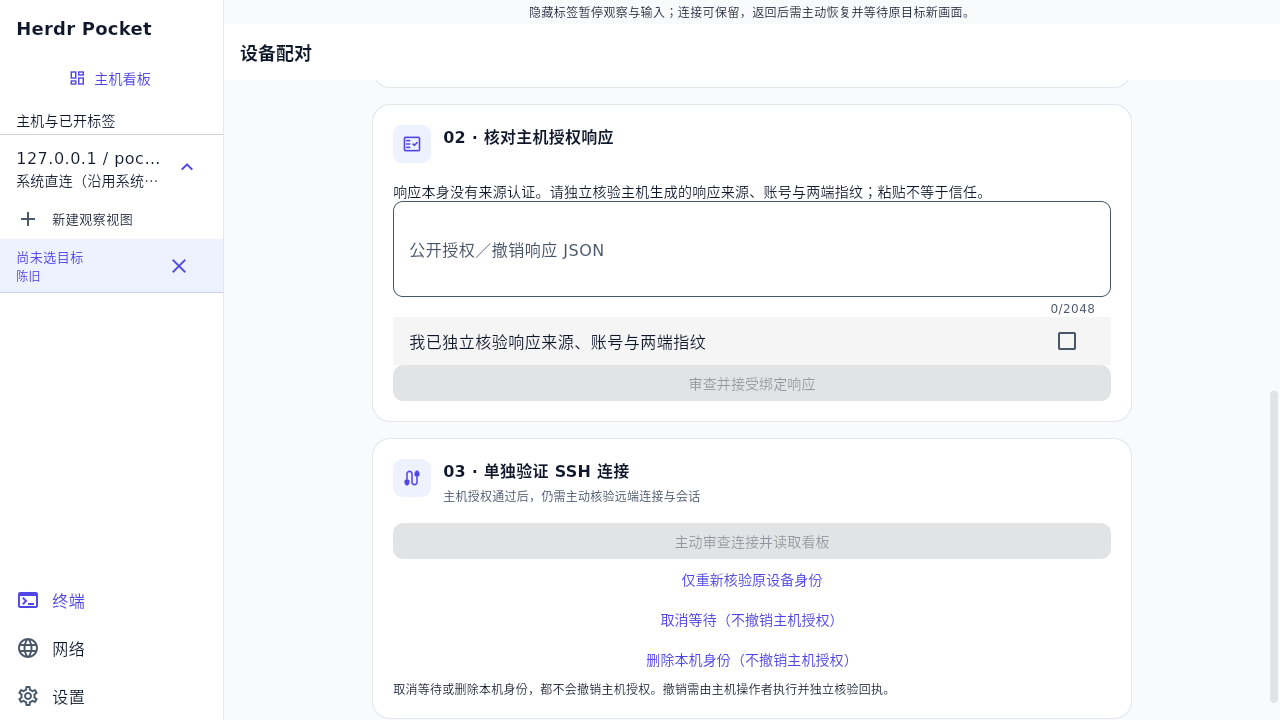 Herdr Pocket
主机看板
主机与已开标签
127.0.0.1 / poc…
系统直连（沿用系统…
新建观察视图
尚未选目标
陈旧
终端
网络
设置
隐藏标签暂停观察与输入；连接可保留，返回后需主动恢复并等待原目标新画面。
设备配对
02 · 核对主机授权响应
响应本身没有来源认证。请独立核验主机生成的响应来源、账号与两端指纹；粘贴不等于信任。
公开授权／撤销响应 JSON
0/2048
我已独立核验响应来源、账号与两端指纹
审查并接受绑定响应
03 · 单独验证 SSH 连接
主机授权通过后，仍需主动核验远端连接与会话
主动审查连接并读取看板
仅重新核验原设备身份
取消等待（不撤销主机授权）
删除本机身份（不撤销主机授权）
取消等待或删除本机身份，都不会撤销主机授权。撤销需由主机操作者执行并独立核验回执。